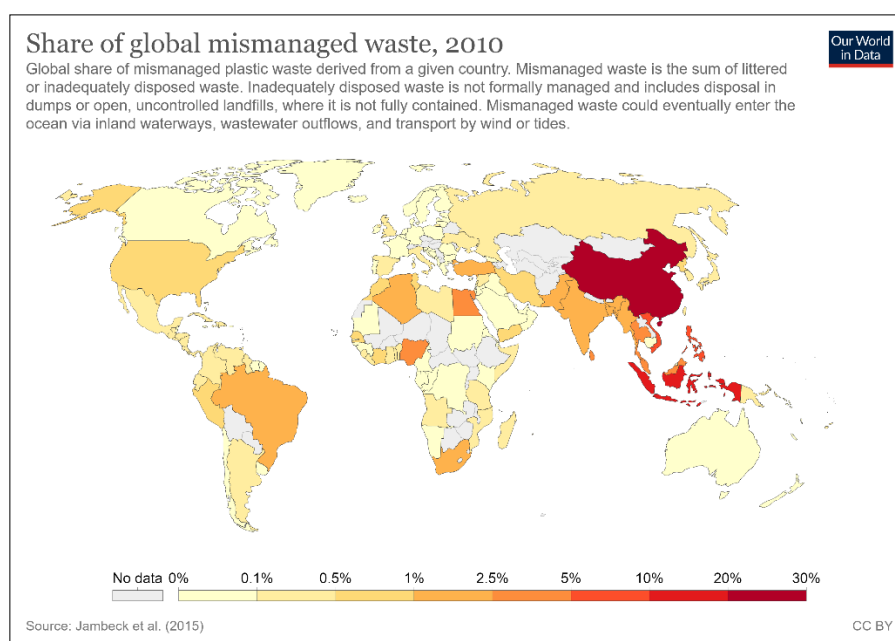 Share of global mismanaged waste, 2010
Our World
in Data
Global share of mismanaged plastic waste derived from a given country. Mismanaged waste is the sum of littered
or inadequately disposed waste. Inadequately disposed waste is not formally managed and includes disposal in
dumps or open, uncontrolled landfills, where it is not fully contained. Mismanaged waste could eventually enter the
ocean via inland waterways, wastewater outflows, and transport by wind or tides.
No data 0% 0.1% 0.5% 1% 2.5% 5% 10% 20% 30%
Source: Jambeck et al. (2015) CC BY